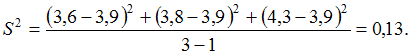 S² = ((3,6−3,9)² + (3,8−3,9)² + (4,3−3,9)²) / (3−1) = 0,13.